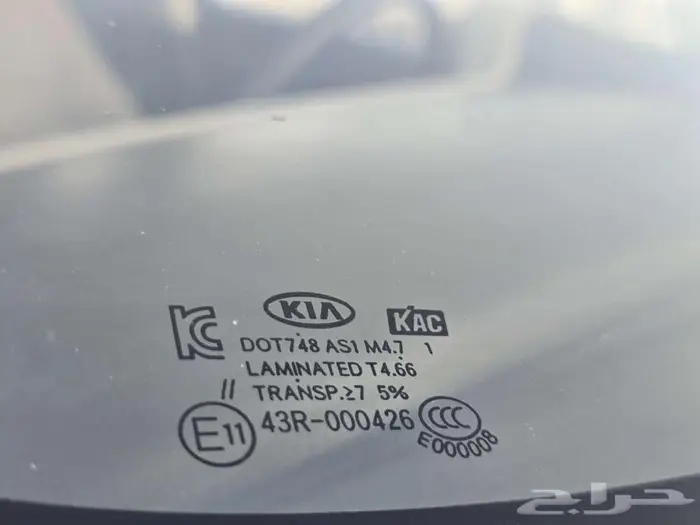 KIA
KAC
KC
DOT748 AS1 M4.7 1
LAMINATED T4.66
II TRANSP.≥7 5%
E11 43R-000426 CCC
E000008
حراج